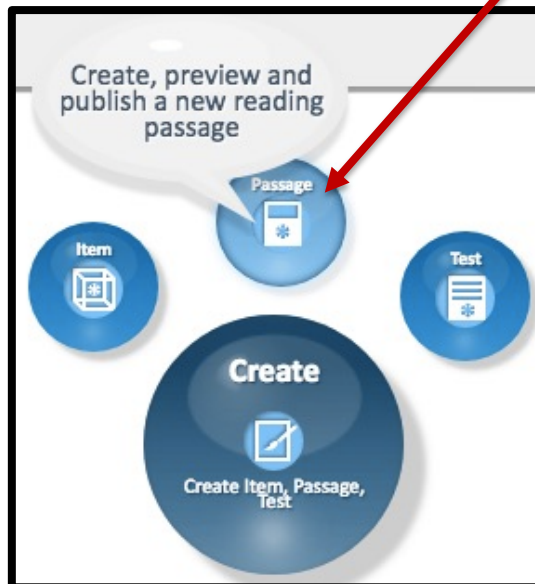 Create, preview and
publish a new reading
passage
Passage
Item
Test
Create
Create Item, Passage,
Test